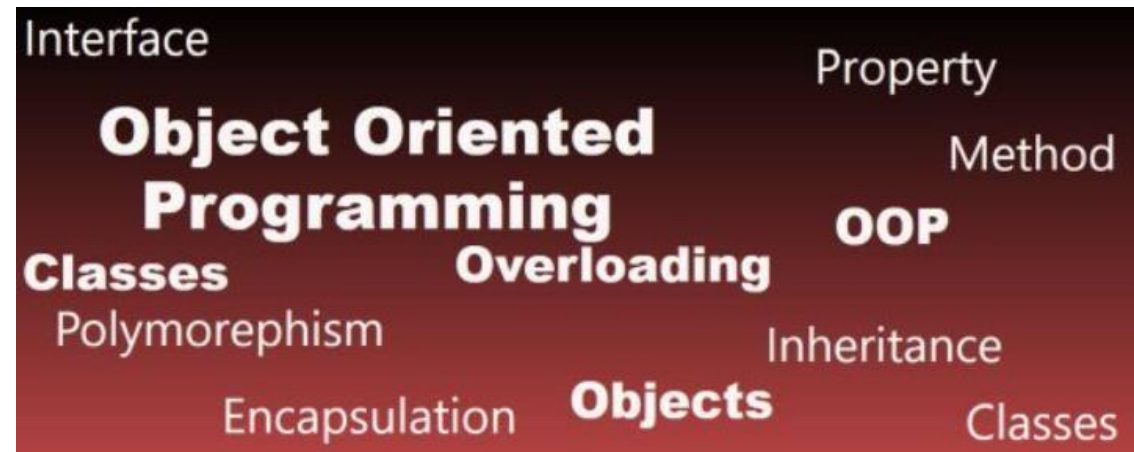 Interface
Property
Object Oriented
Programming
Method
OOP
Classes
Overloading
Polymorephism
Inheritance
Encapsulation
Objects
Classes